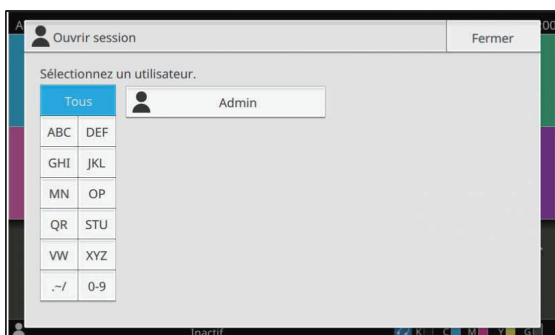 A
Ouvrir session
Fermer
00
Sélectionnez un utilisateur.
Tous
Admin
ABC DEF
GHI JKL
MN OP
QR STU
VW XYZ
.~/ 0-9
Inactif
K C M Y G